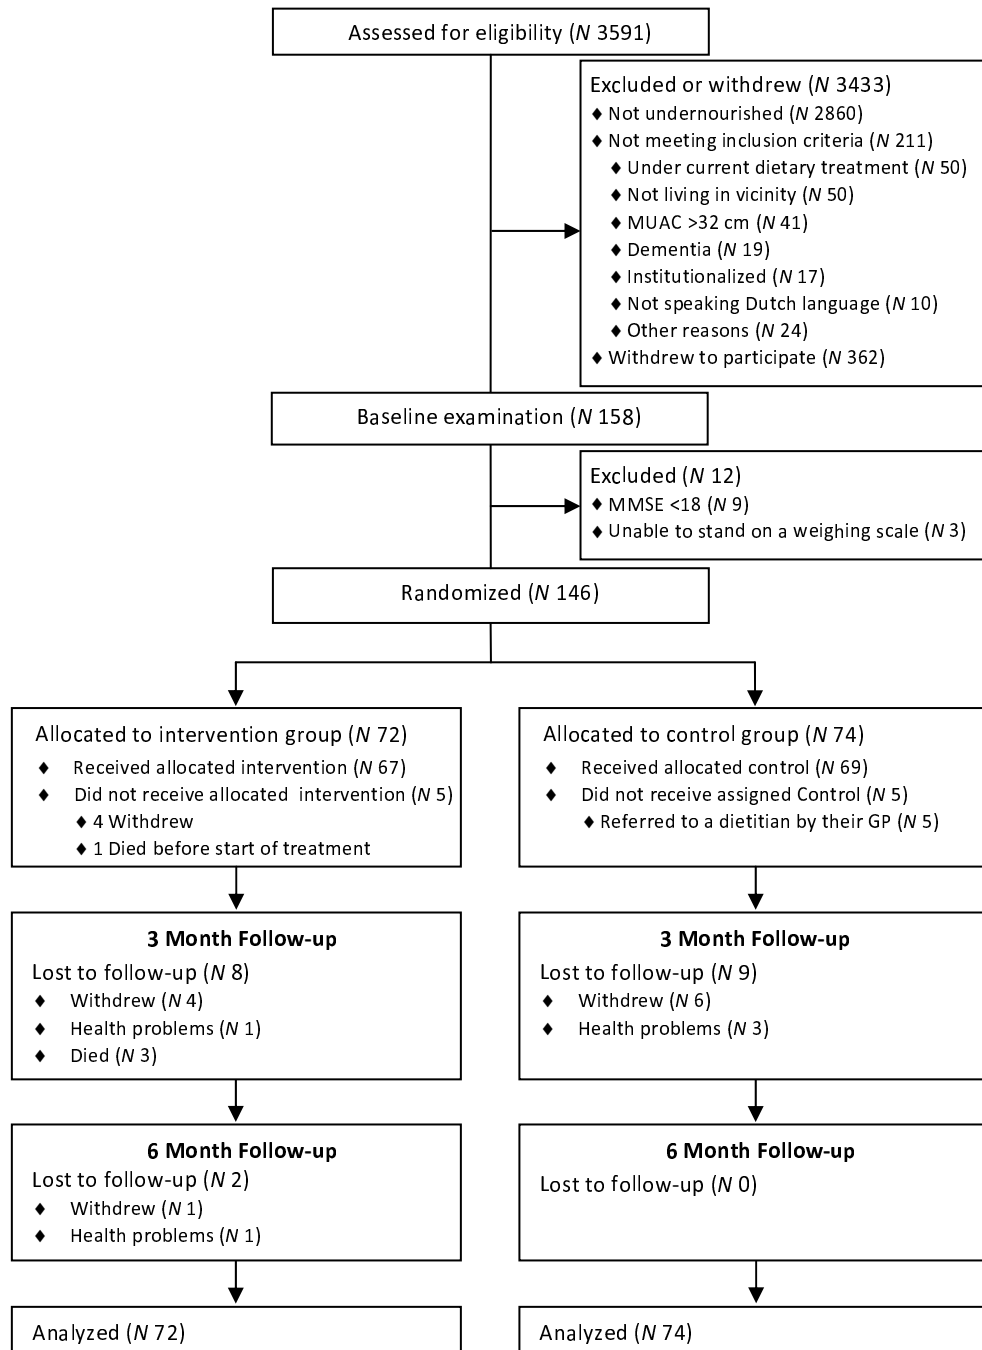 Assessed for eligibility (N 3591)
Excluded or withdrew (N 3433)
♦ Not undernourished (N 2860)
♦ Not meeting inclusion criteria (N 211)
♦ Under current dietary treatment (N 50)
♦ Not living in vicinity (N 50)
♦ MUAC >32 cm (N 41)
♦ Dementia (N 19)
♦ Institutionalized (N 17)
♦ Not speaking Dutch language (N 10)
♦ Other reasons (N 24)
♦ Withdrew to participate (N 362)
Baseline examination (N 158)
Excluded (N 12)
♦ MMSE <18 (N 9)
♦ Unable to stand on a weighing scale (N 3)
Randomized (N 146)
Allocated to intervention group (N 72)
♦ Received allocated intervention (N 67)
♦ Did not receive allocated intervention (N 5)
♦ 4 Withdrew
♦ 1 Died before start of treatment
Allocated to control group (N 74)
♦ Received allocated control (N 69)
♦ Did not receive assigned Control (N 5)
♦ Referred to a dietitian by their GP (N 5)
3 Month Follow-up
Lost to follow-up (N 8)
♦ Withdrew (N 4)
♦ Health problems (N 1)
♦ Died (N 3)
3 Month Follow-up
Lost to follow-up (N 9)
♦ Withdrew (N 6)
♦ Health problems (N 3)
6 Month Follow-up
Lost to follow-up (N 2)
♦ Withdrew (N 1)
♦ Health problems (N 1)
6 Month Follow-up
Lost to follow-up (N 0)
Analyzed (N 72)
Analyzed (N 74)